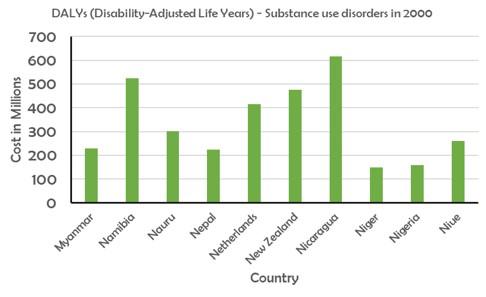 DALYs (Disability-Adjusted Life Years) - Substance use disorders in 2000
700
600
500
400
300
200
100
0
Cost in Millions
Myanmar
Namibia
Nauru
Nepal
Netherlands
New Zealand
Nicaragua
Niger
Nigeria
Niue
Country